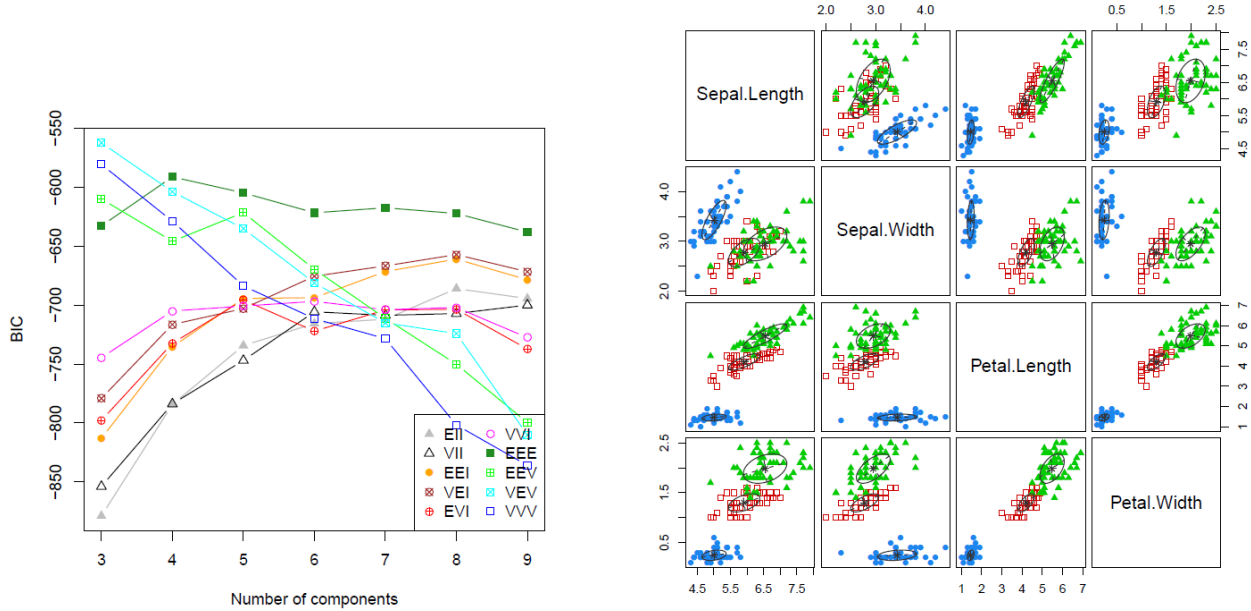 BIC
−550
−600
−650
−700
−750
−800
−850
EII
VII
EEI
VEI
EVI
VVI
EEE
EEV
VEV
VVV
3 4 5 6 7 8 9
Number of components
2.0 3.0 4.0
0.5 1.5 2.5
Sepal.Length
4.5 5.5 6.5 7.5
2.0 3.0 4.0
Sepal.Width
Petal.Length
1 2 3 4 5 6 7
0.5 1.5 2.5
Petal.Width
4.5 5.5 6.5 7.5
1 2 3 4 5 6 7